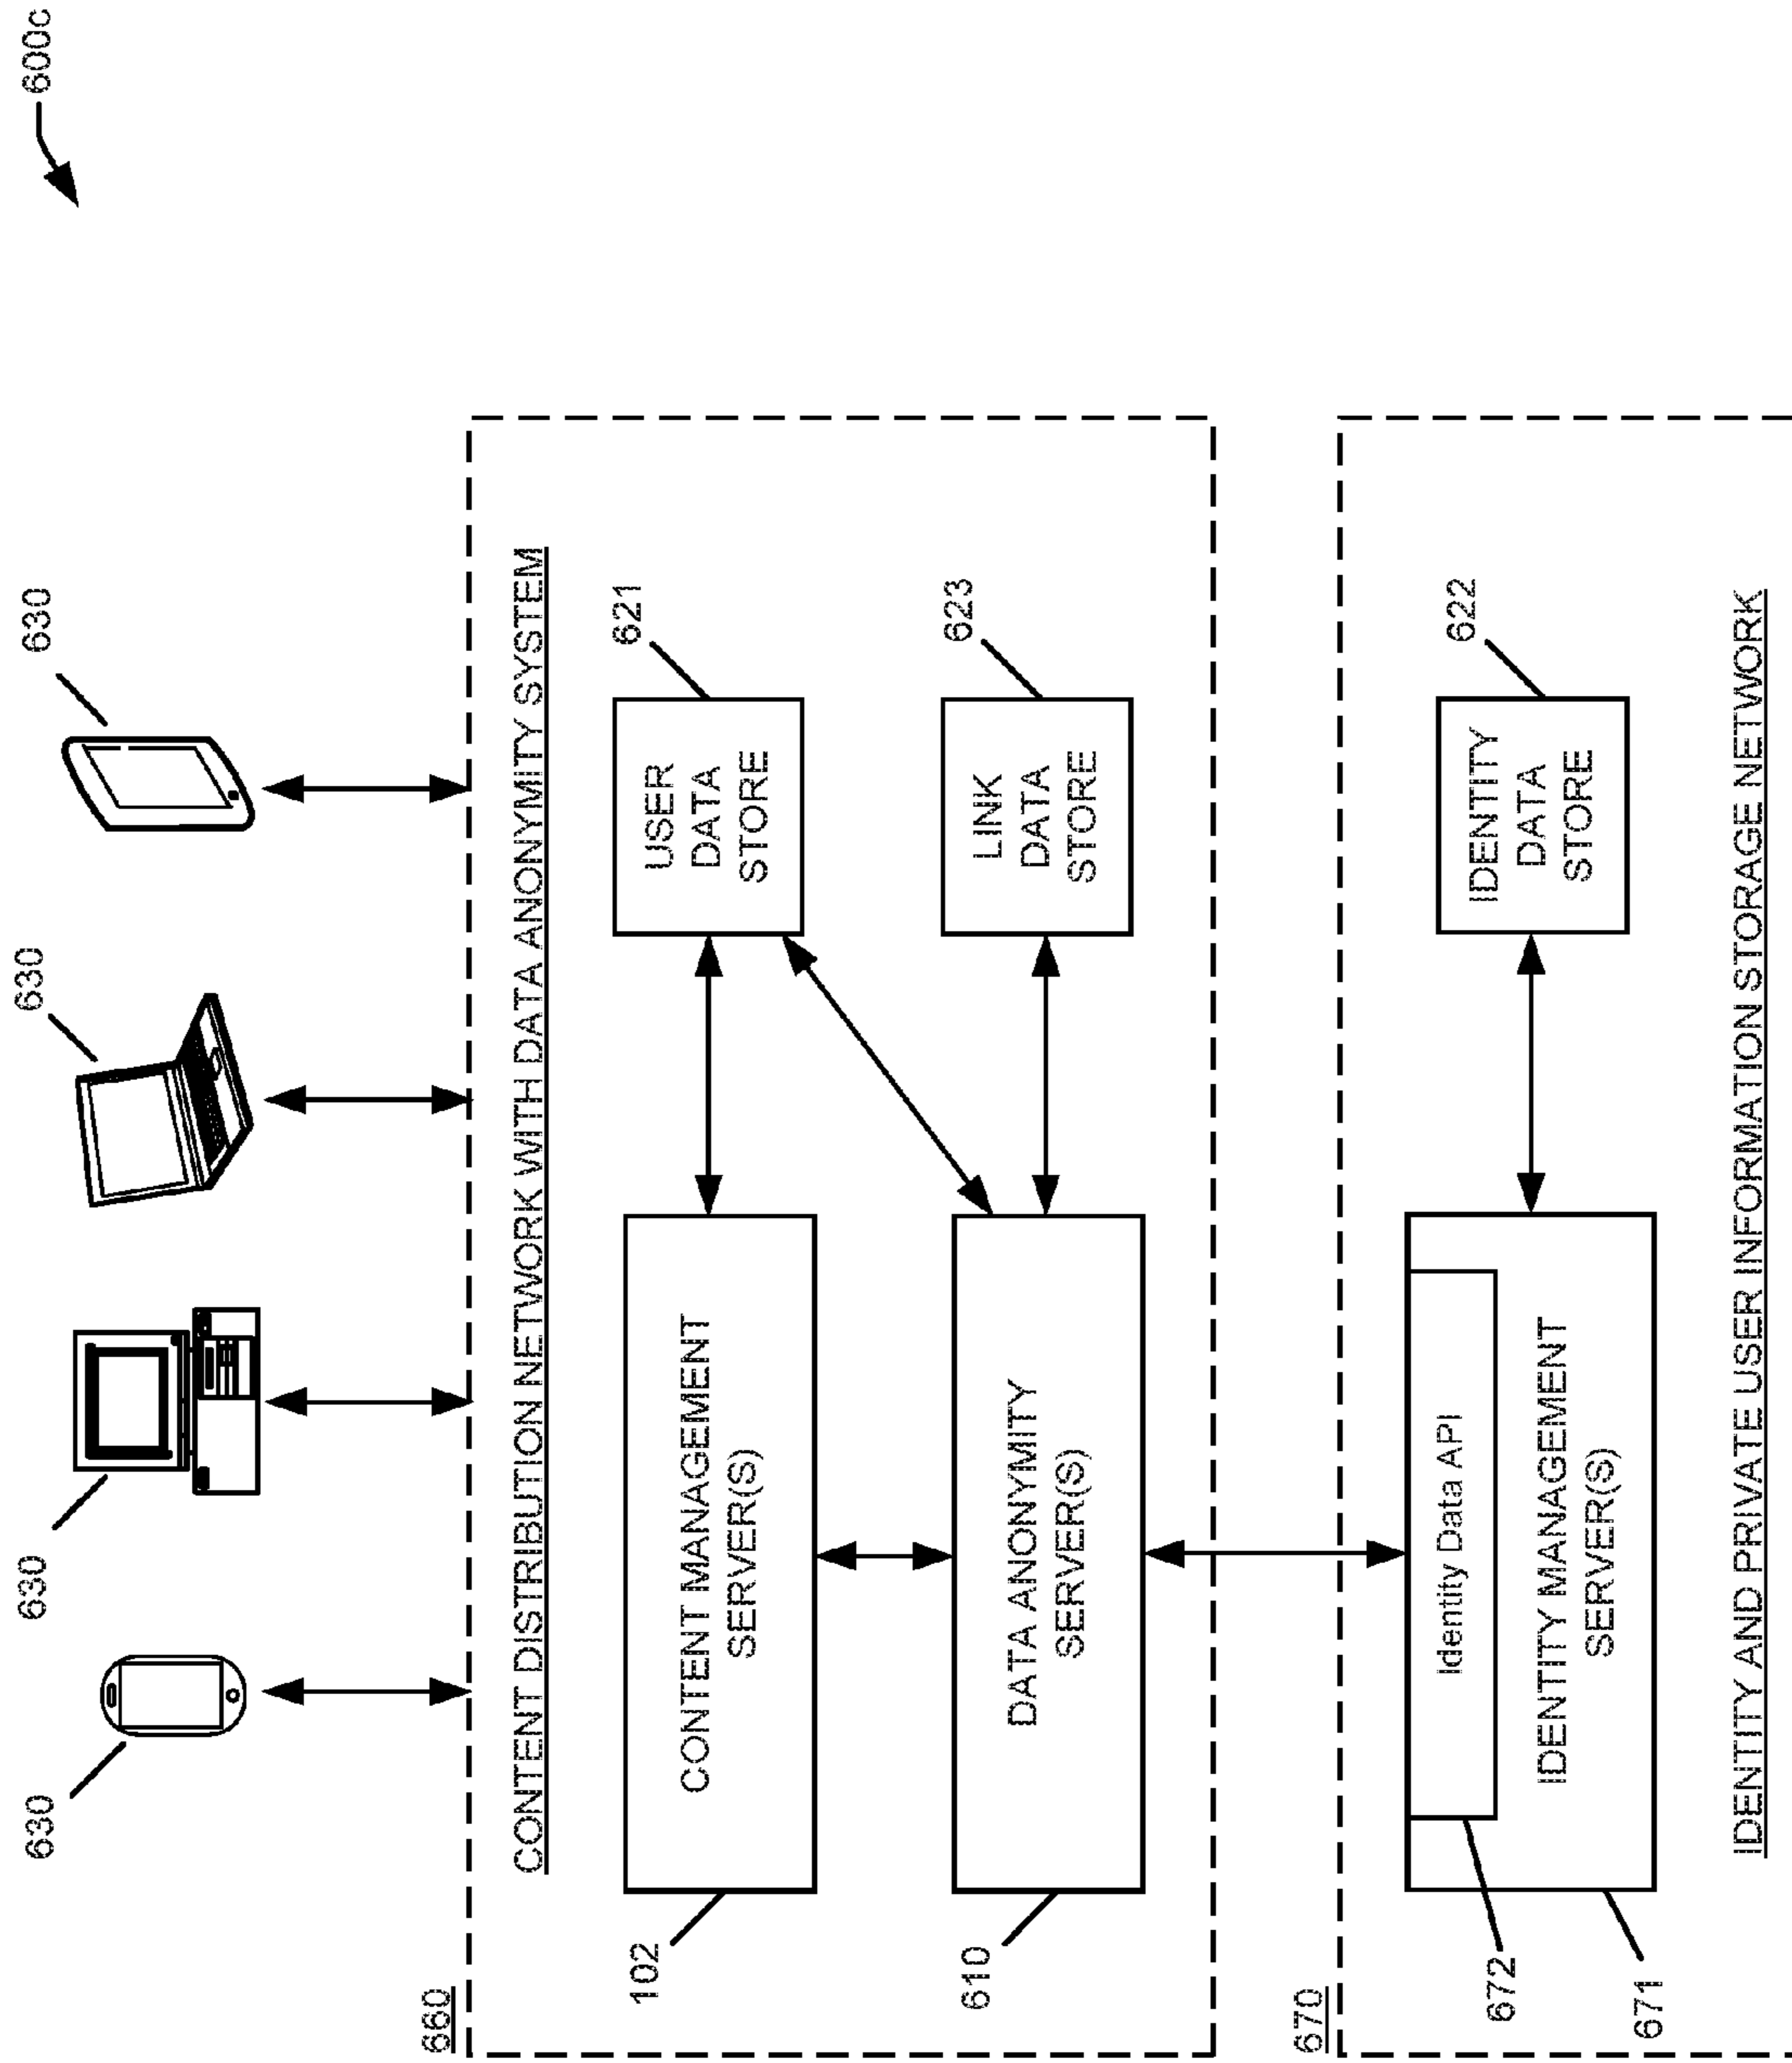 600c
630
630
630
630
660
CONTENT DISTRIBUTION NETWORK WITH DATA ANONYMITY SYSTEM
102
CONTENT MANAGEMENT
SERVER(S)
USER
DATA
STORE
621
610
DATA ANONYMITY
SERVER(S)
LINK
DATA
STORE
623
670
672
671
Identity Data API
IDENTITY MANAGEMENT
SERVER(S)
IDENTITY
DATA
STORE
622
IDENTITY AND PRIVATE USER INFORMATION STORAGE NETWORK